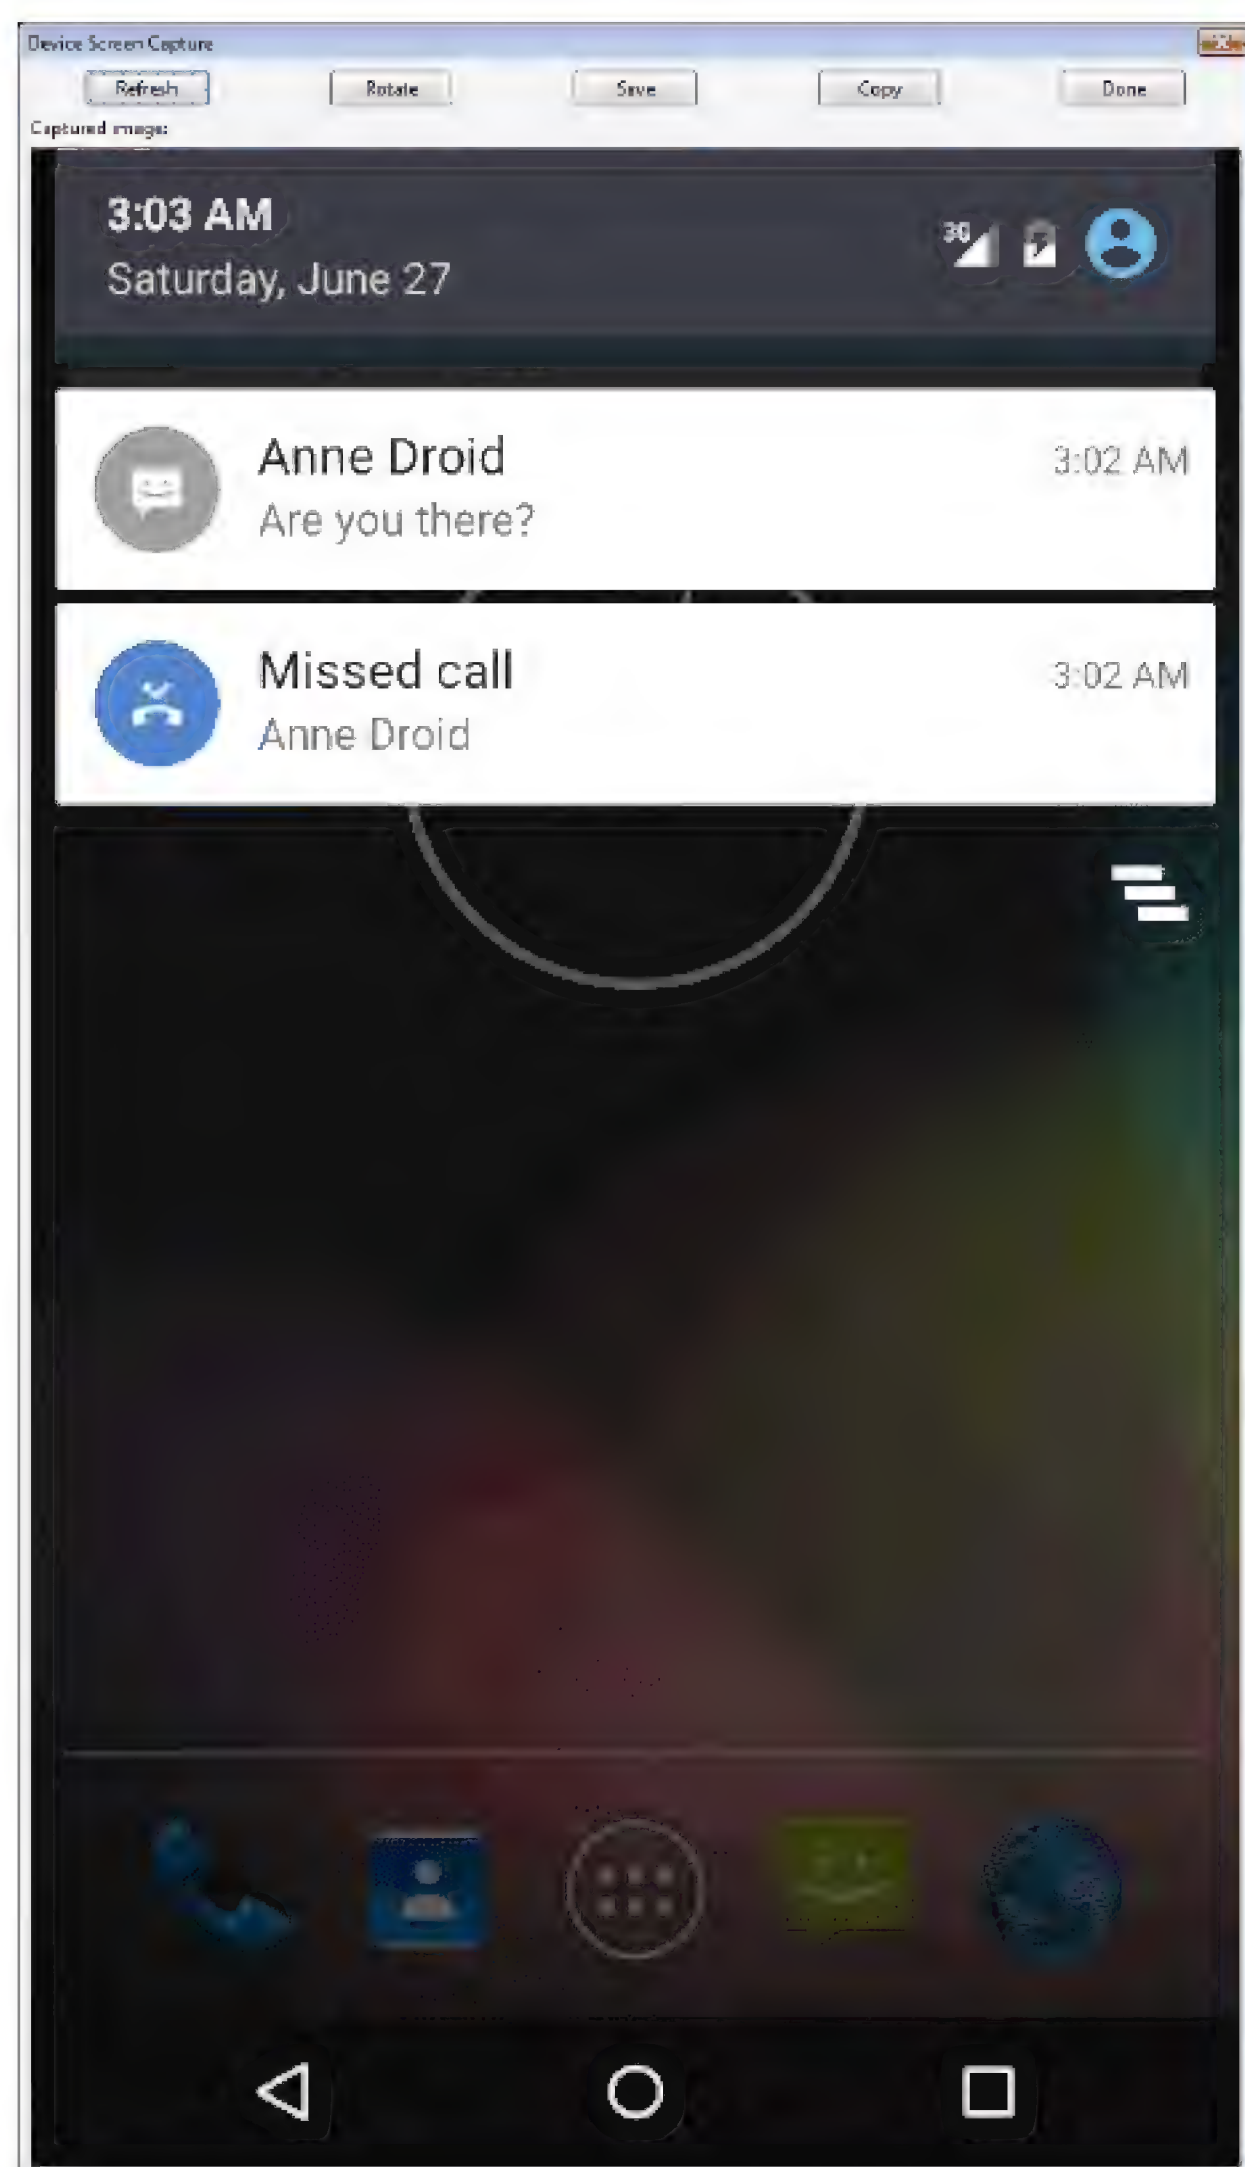 Device Screen Capture
Refresh Rotate Save Copy Done
Captured image:
3:03 AM
3G
Saturday, June 27
Anne Droid 3:02 AM
Are you there?
Missed call 3:02 AM
Anne Droid